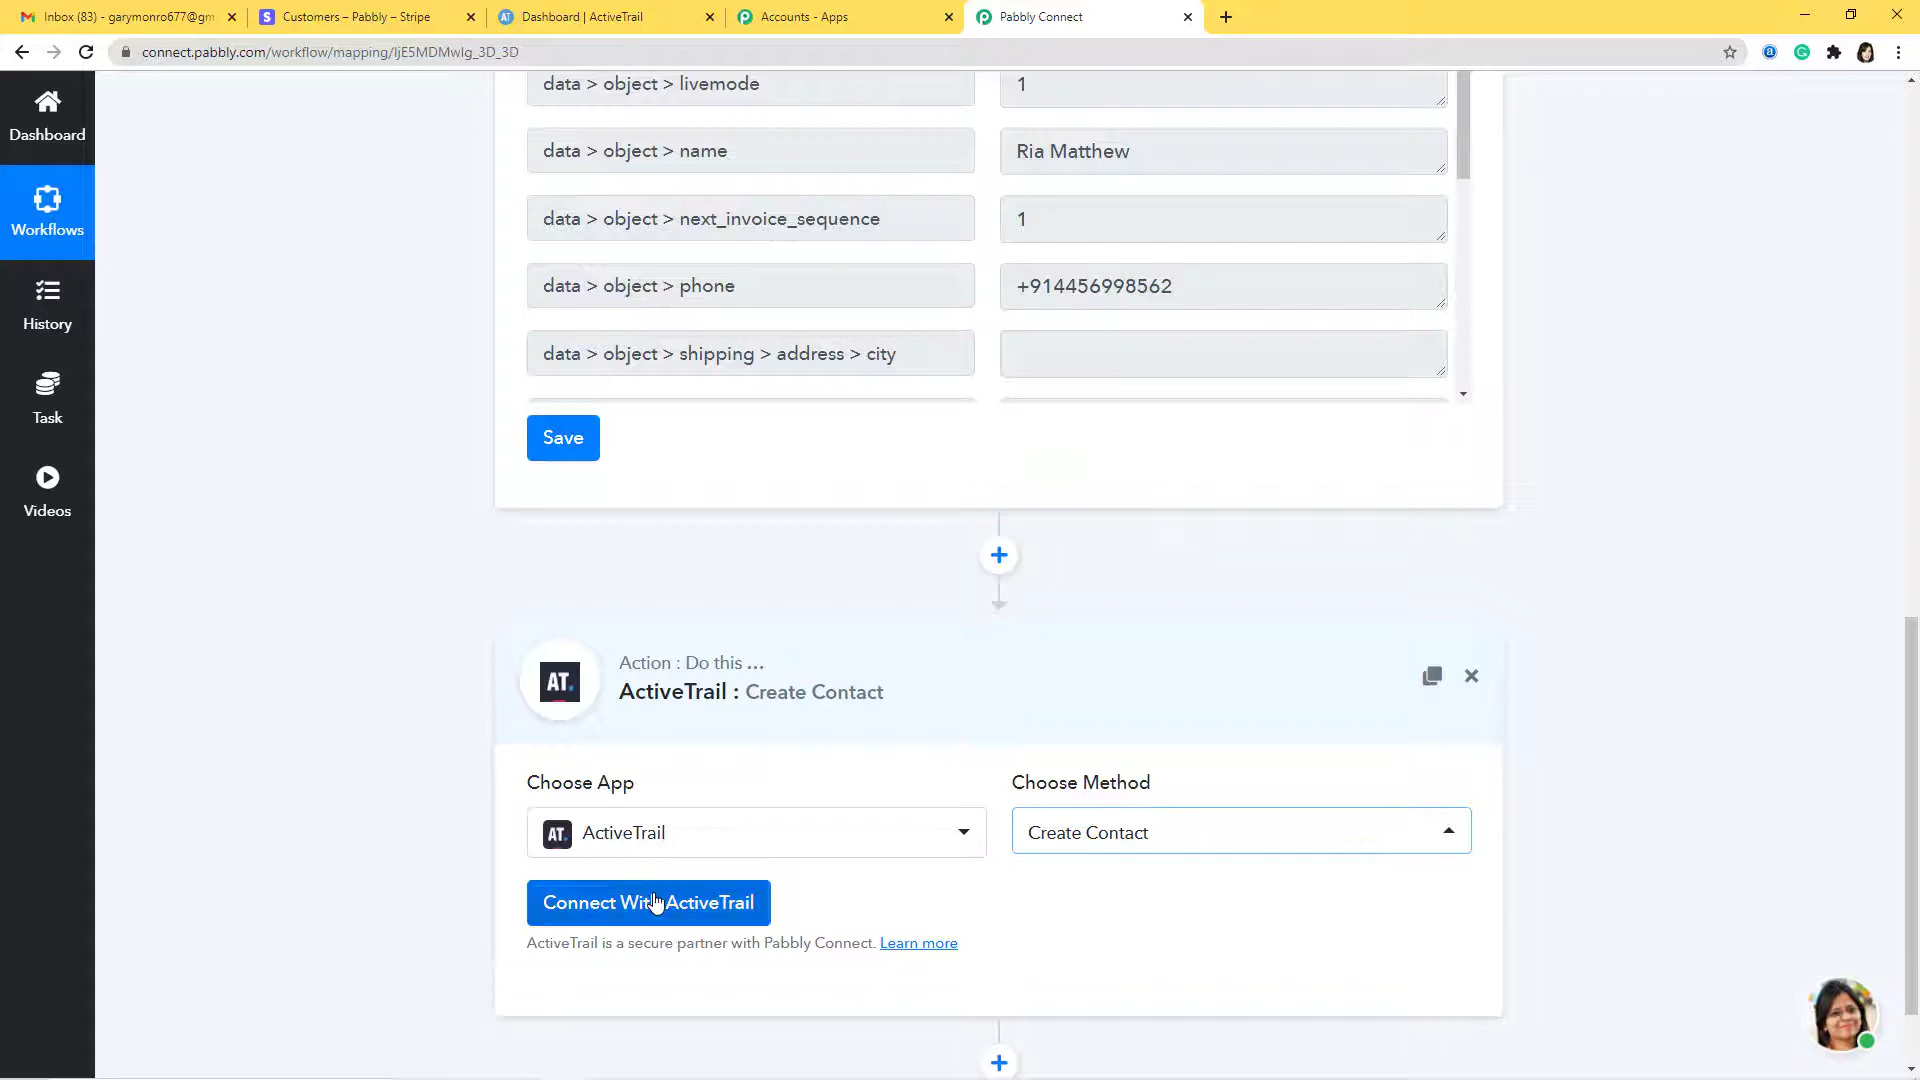 Inbox (83) - garymonro677@gm
Customers – Pabbly – Stripe
Dashboard | ActiveTrail
Accounts - Apps
Pabbly Connect
connect.pabbly.com/workflow/mapping/IjE5MDMwIg_3D_3D
Dashboard
Workflows
History
Task
Videos
data > object > livemode
1
data > object > name
Ria Matthew
data > object > next_invoice_sequence
1
data > object > phone
+914456998562
data > object > shipping > address > city
Save
AT.
Action : Do this ...
ActiveTrail : Create Contact
Choose App
Choose Method
AT. ActiveTrail
Create Contact
Connect With ActiveTrail
ActiveTrail is a secure partner with Pabbly Connect. Learn more